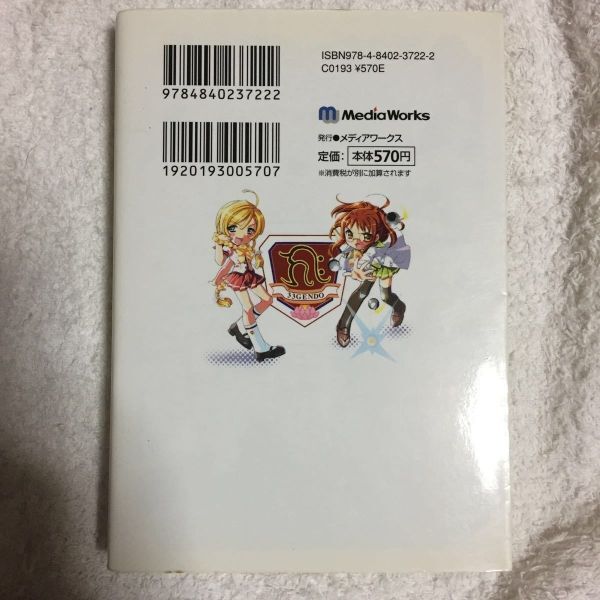 ISBN978-4-8402-3722-2
C0193 ¥570E
9784840237222
MediaWorks
発行●メディアワークス
定価：本体570円
※消費税が別に加算されます
1920193005707
33GENDO